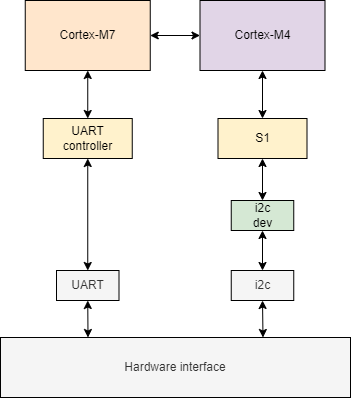 Cortex-M7
Cortex-M4
UART
controller
S1
i2c
dev
UART
i2c
Hardware interface